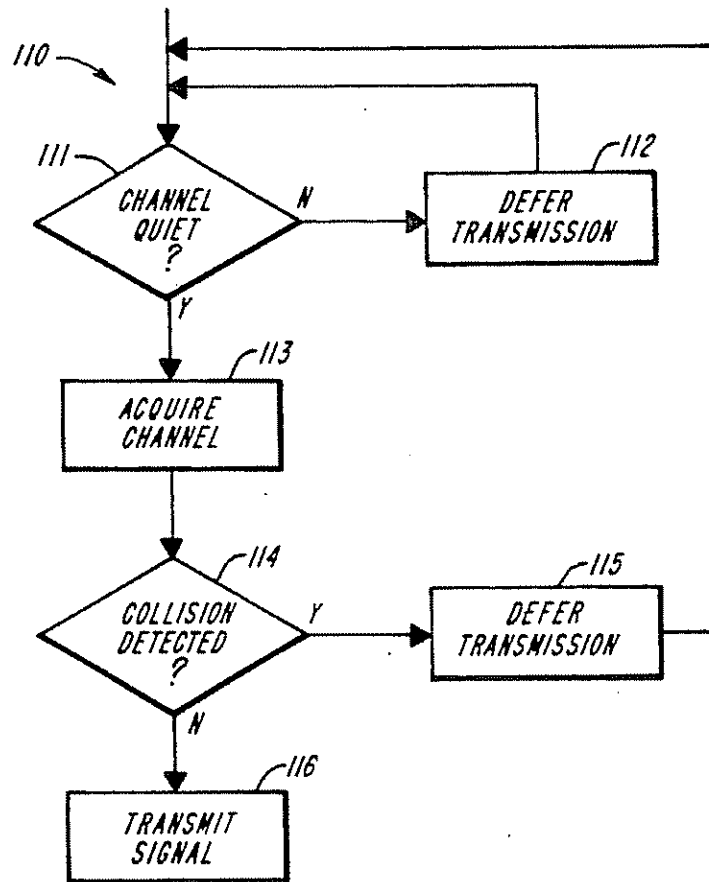 110
111
CHANNEL
QUIET
?
N
Y
112
DEFER
TRANSMISSION
113
ACQUIRE
CHANNEL
114
COLLISION
DETECTED
?
Y
N
115
DEFER
TRANSMISSION
116
TRANSMIT
SIGNAL